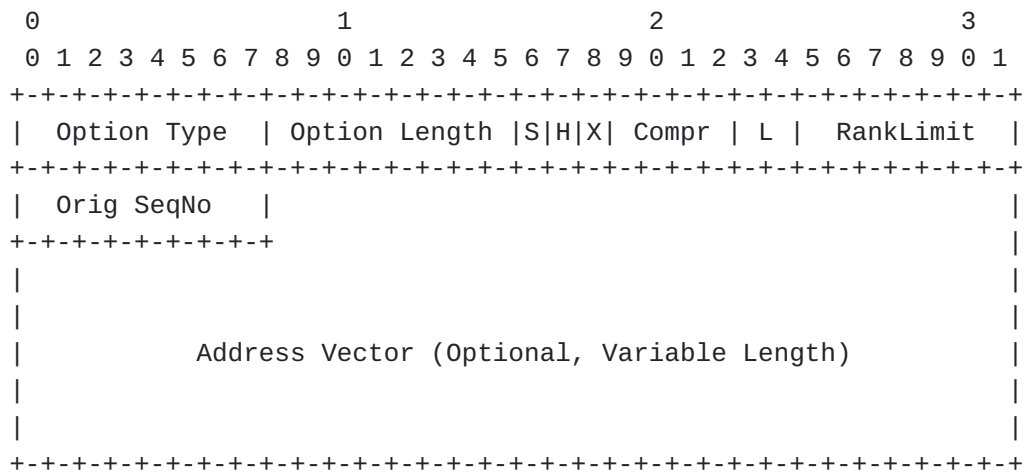 0                   1                   2                   3
 0 1 2 3 4 5 6 7 8 9 0 1 2 3 4 5 6 7 8 9 0 1 2 3 4 5 6 7 8 9 0 1
+-+-+-+-+-+-+-+-+-+-+-+-+-+-+-+-+-+-+-+-+-+-+-+-+-+-+-+-+-+-+-+-+
|  Option Type  | Option Length |S|H|X| Compr | L |  RankLimit  |
+-+-+-+-+-+-+-+-+-+-+-+-+-+-+-+-+-+-+-+-+-+-+-+-+-+-+-+-+-+-+-+-+
|  Orig SeqNo   |                                               |
+-+-+-+-+-+-+-+-+                                               |
|                                                               |
|                                                               |
|           Address Vector (Optional, Variable Length)          |
|                                                               |
|                                                               |
+-+-+-+-+-+-+-+-+-+-+-+-+-+-+-+-+-+-+-+-+-+-+-+-+-+-+-+-+-+-+-+-+